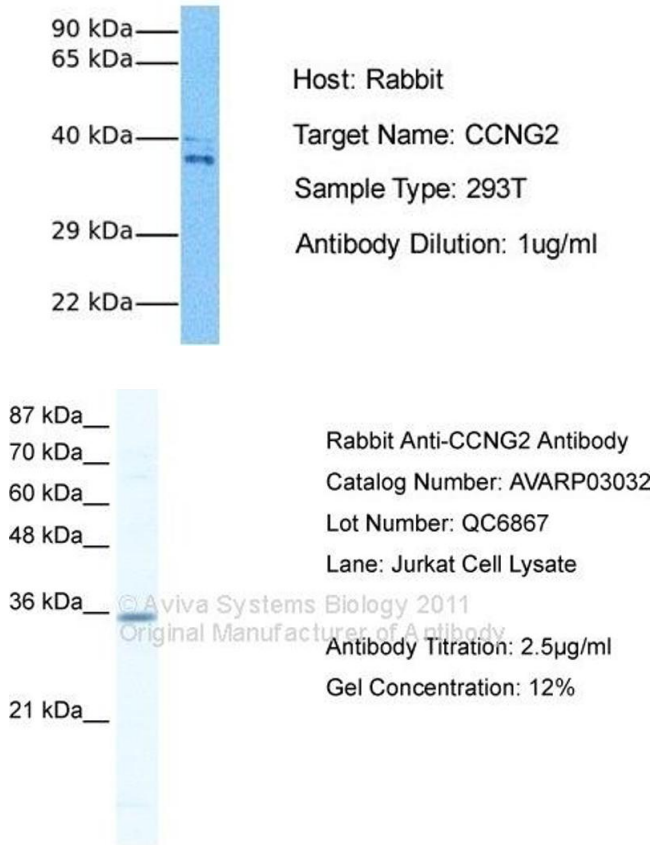 90 kDa
65 kDa
40 kDa
29 kDa
22 kDa
Host: Rabbit
Target Name: CCNG2
Sample Type: 293T
Antibody Dilution: 1ug/ml
87 kDa
70 kDa
60 kDa
48 kDa
36 kDa
21 kDa
© Aviva Systems Biology 2011
Original Manufacturer of Antibody
Rabbit Anti-CCNG2 Antibody
Catalog Number: AVARP03032
Lot Number: QC6867
Lane: Jurkat Cell Lysate
Antibody Titration: 2.5µg/ml
Gel Concentration: 12%